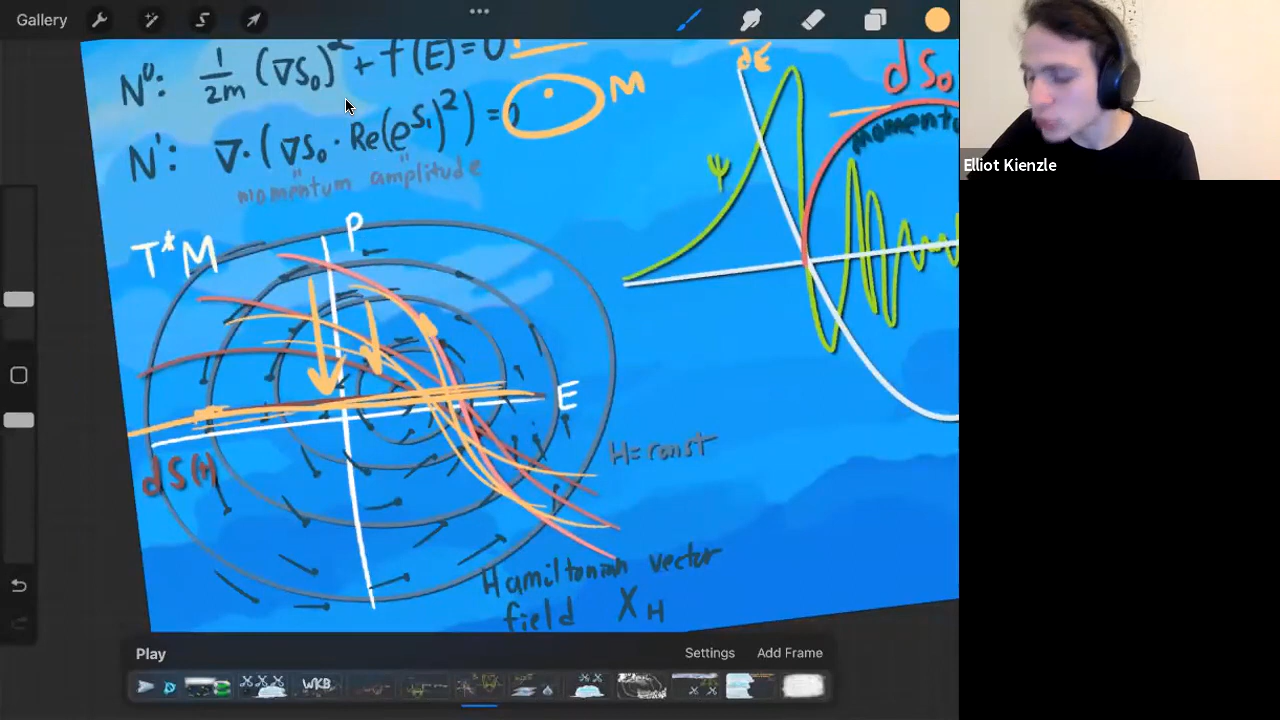 Gallery
N⁰: 1/2m (∇S₀)² + f(E) = 0
N¹: ∇·(∇S₀ · Re(e^S₁)²) = 0
M
momentum amplitude
T*M
P
E
dS(H)
H=const
Hamiltonian vector
field X_H
dE
dS₀
momentu
ψ
Elliot Kienzle
Play
Settings
Add Frame
WKB